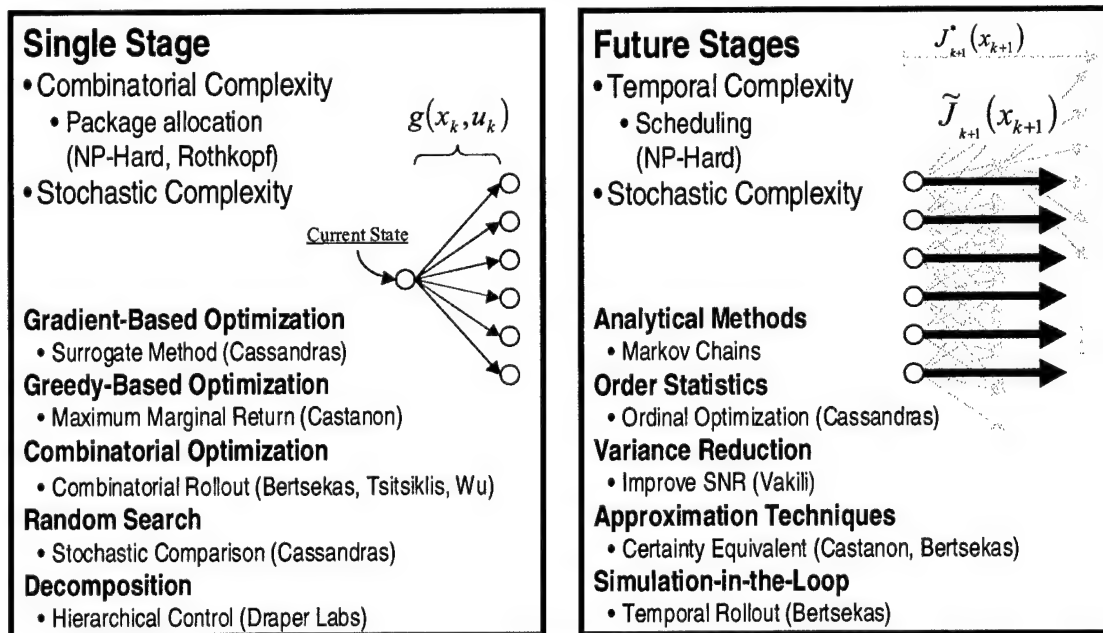 Single Stage
• Combinatorial Complexity
• Package allocation
(NP-Hard, Rothkopf)
• Stochastic Complexity
g(x_k, u_k)
Current State
Gradient-Based Optimization
• Surrogate Method (Cassandras)
Greedy-Based Optimization
• Maximum Marginal Return (Castanon)
Combinatorial Optimization
• Combinatorial Rollout (Bertsekas, Tsitsiklis, Wu)
Random Search
• Stochastic Comparison (Cassandras)
Decomposition
• Hierarchical Control (Draper Labs)
Future Stages
• Temporal Complexity
• Scheduling
(NP-Hard)
• Stochastic Complexity
J*_{k+1}(x_{k+1})
J̃_{k+1}(x_{k+1})
Analytical Methods
• Markov Chains
Order Statistics
• Ordinal Optimization (Cassandras)
Variance Reduction
• Improve SNR (Vakili)
Approximation Techniques
• Certainty Equivalent (Castanon, Bertsekas)
Simulation-in-the-Loop
• Temporal Rollout (Bertsekas)